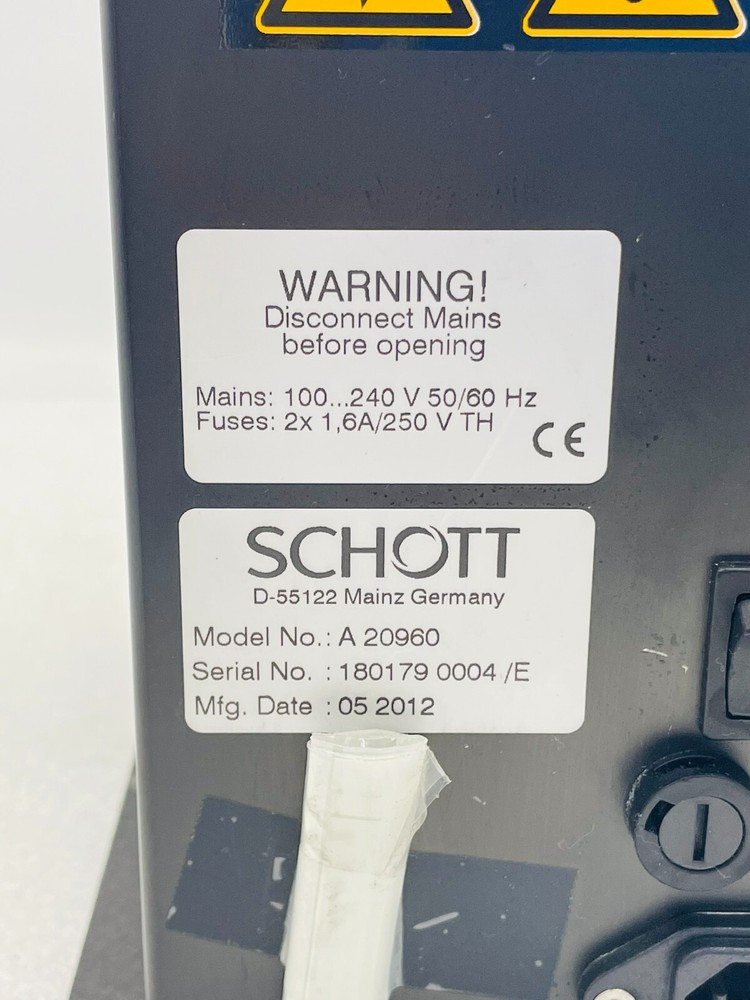 WARNING!
Disconnect Mains
before opening
Mains: 100...240 V 50/60 Hz
Fuses: 2x 1,6A/250 V TH
CE
SCHOTT
D-55122 Mainz Germany
Model No.: A 20960
Serial No. : 180179 0004 /E
Mfg. Date : 05 2012